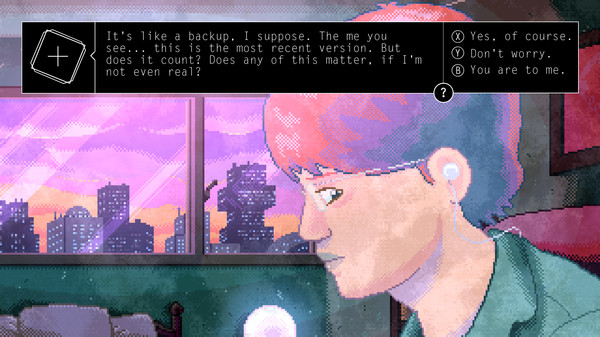 It's like a backup, I suppose. The me you
see... this is the most recent version. But
does it count? Does any of this matter, if I'm
not even real?
X Yes, of course.
Y Don't worry.
B You are to me.
?